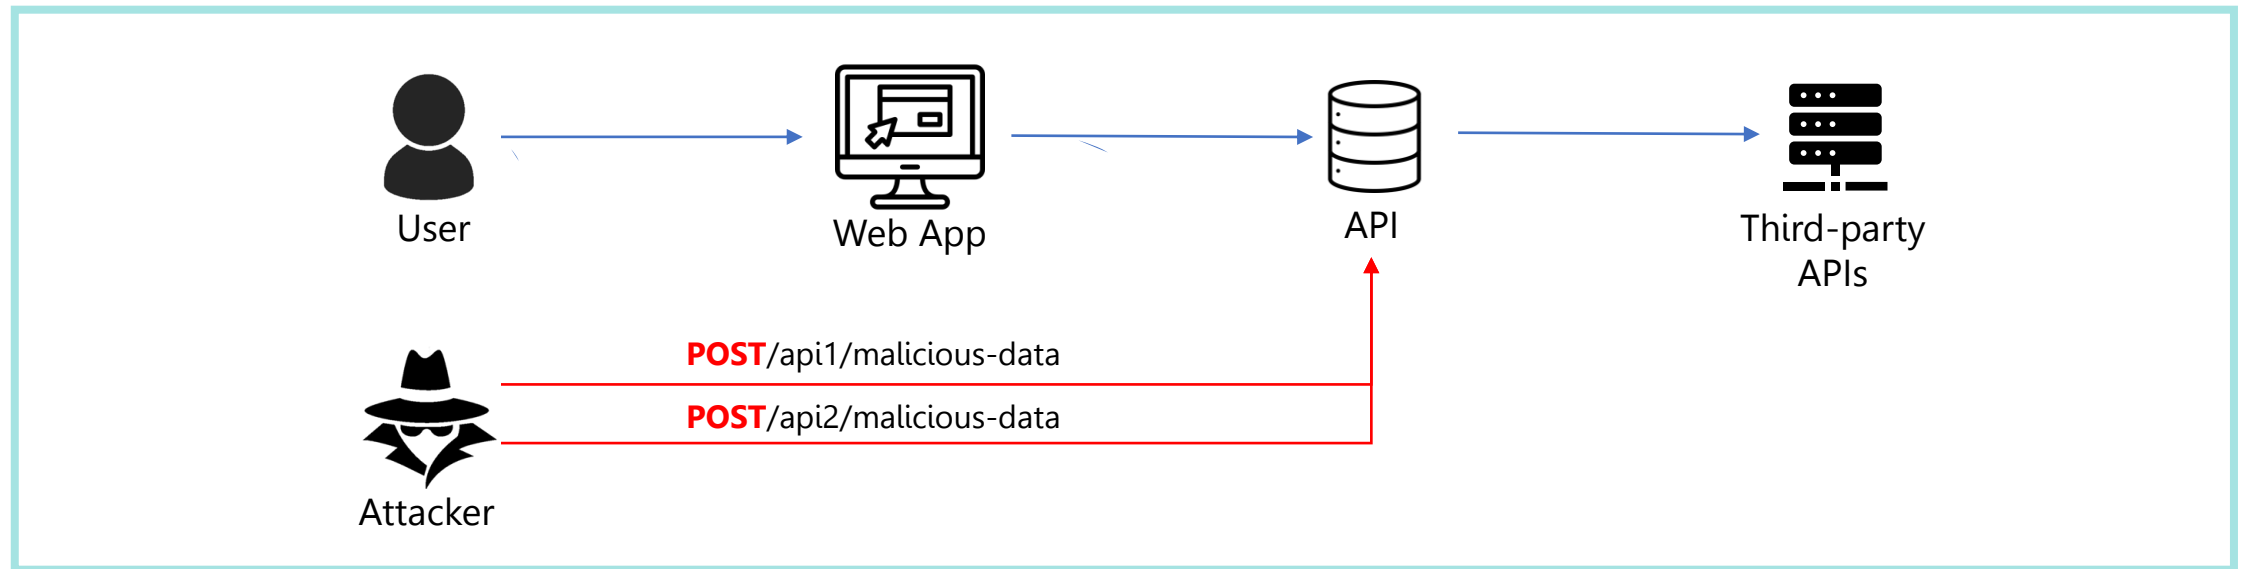 User
Web App
API
Third-party
APIs
POST/api1/malicious-data
POST/api2/malicious-data
Attacker